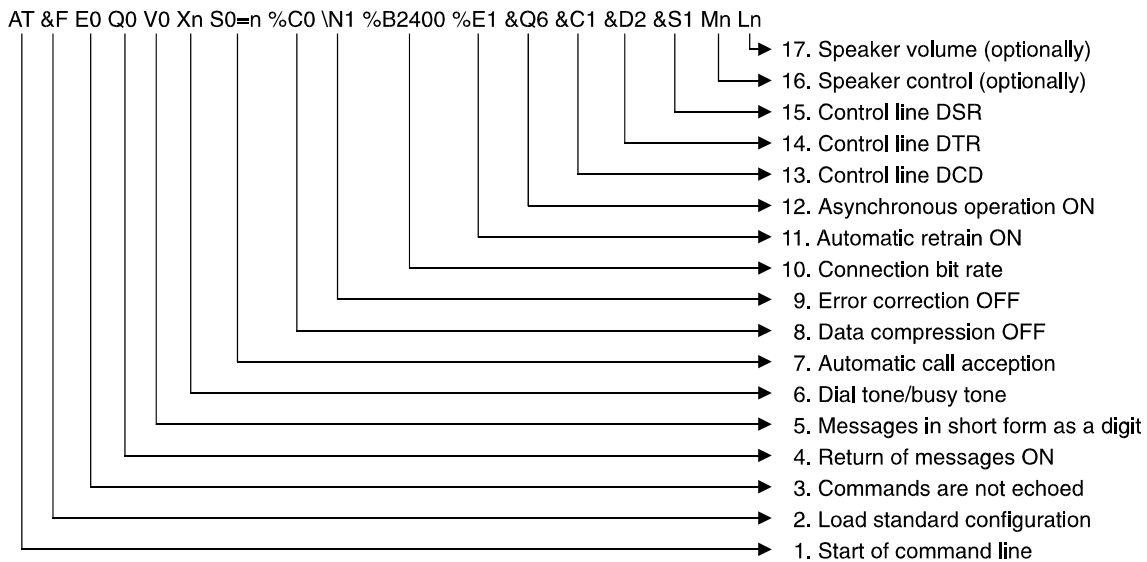 AT &F E0 Q0 V0 Xn S0=n %C0 \N1 %B2400 %E1 &Q6 &C1 &D2 &S1 Mn Ln
17. Speaker volume (optionally)
16. Speaker control (optionally)
15. Control line DSR
14. Control line DTR
13. Control line DCD
12. Asynchronous operation ON
11. Automatic retrain ON
10. Connection bit rate
9. Error correction OFF
8. Data compression OFF
7. Automatic call acception
6. Dial tone/busy tone
5. Messages in short form as a digit
4. Return of messages ON
3. Commands are not echoed
2. Load standard configuration
1. Start of command line